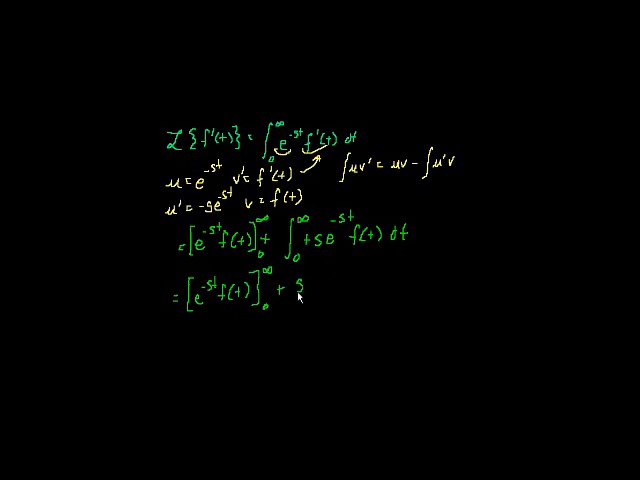 ℒ{f'(t)} = ∫₀^∞ e^{-st} f'(t) dt
u = e^{-st} v' = f'(t) ∫uv' = uv - ∫u'v
u' = -se^{-st} v = f(t)
= [e^{-st} f(t)]₀^∞ + ∫₀^∞ +se^{-st} f(t) dt
= [e^{-st} f(t)]₀^∞ + s